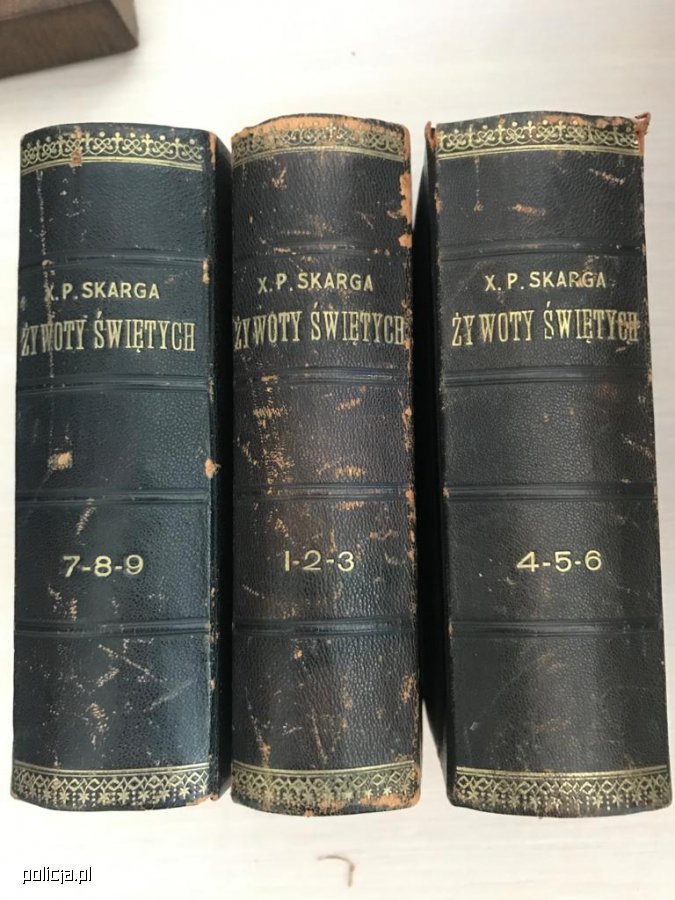 X. P. SKARGA
ŻYWOTY ŚWIĘTYCH
7-8-9
X. P. SKARGA
ŻYWOTY ŚWIĘTYCH
1-2-3
X. P. SKARGA
ŻYWOTY ŚWIĘTYCH
4-5-6
policja.pl